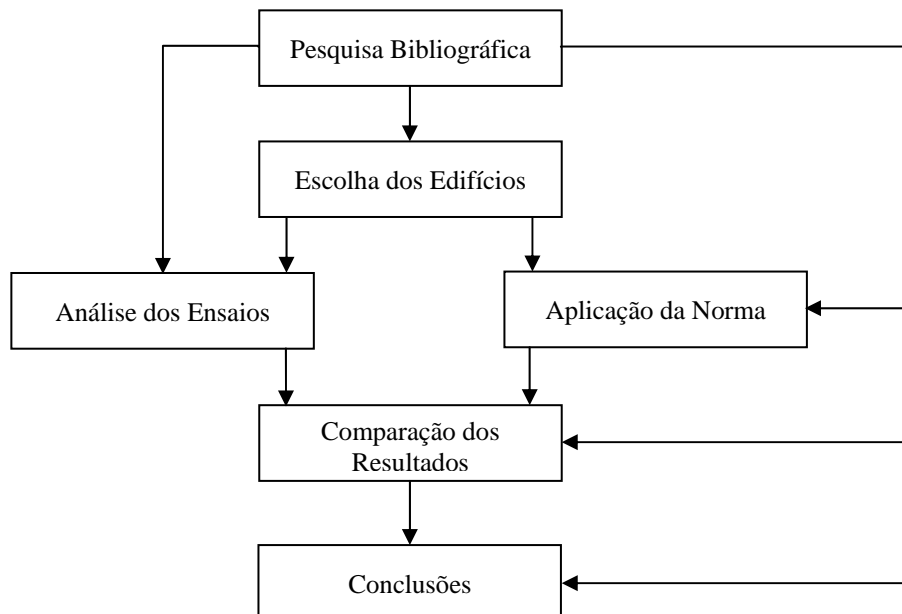 Pesquisa Bibliográfica
Escolha dos Edifícios
Análise dos Ensaios
Aplicação da Norma
Comparação dos
Resultados
Conclusões